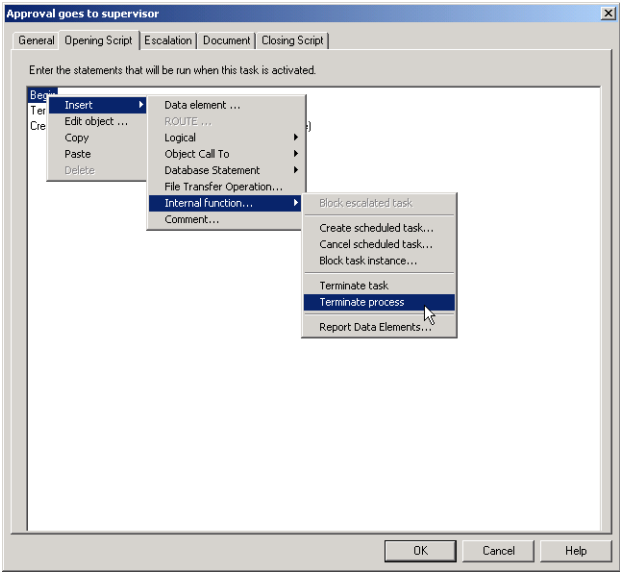 Approval goes to supervisor
General Opening Script Escalation Document Closing Script
Enter the statements that will be run when this task is activated.
Begin
Ter
Cre e)
Insert
Edit object ...
Copy
Paste
Delete
Data element ...
ROUTE ...
Logical
Object Call To
Database Statement
File Transfer Operation...
Internal function...
Comment...
Block escalated task
Create scheduled task...
Cancel scheduled task...
Block task instance...
Terminate task
Terminate process
Report Data Elements...
OK Cancel Help